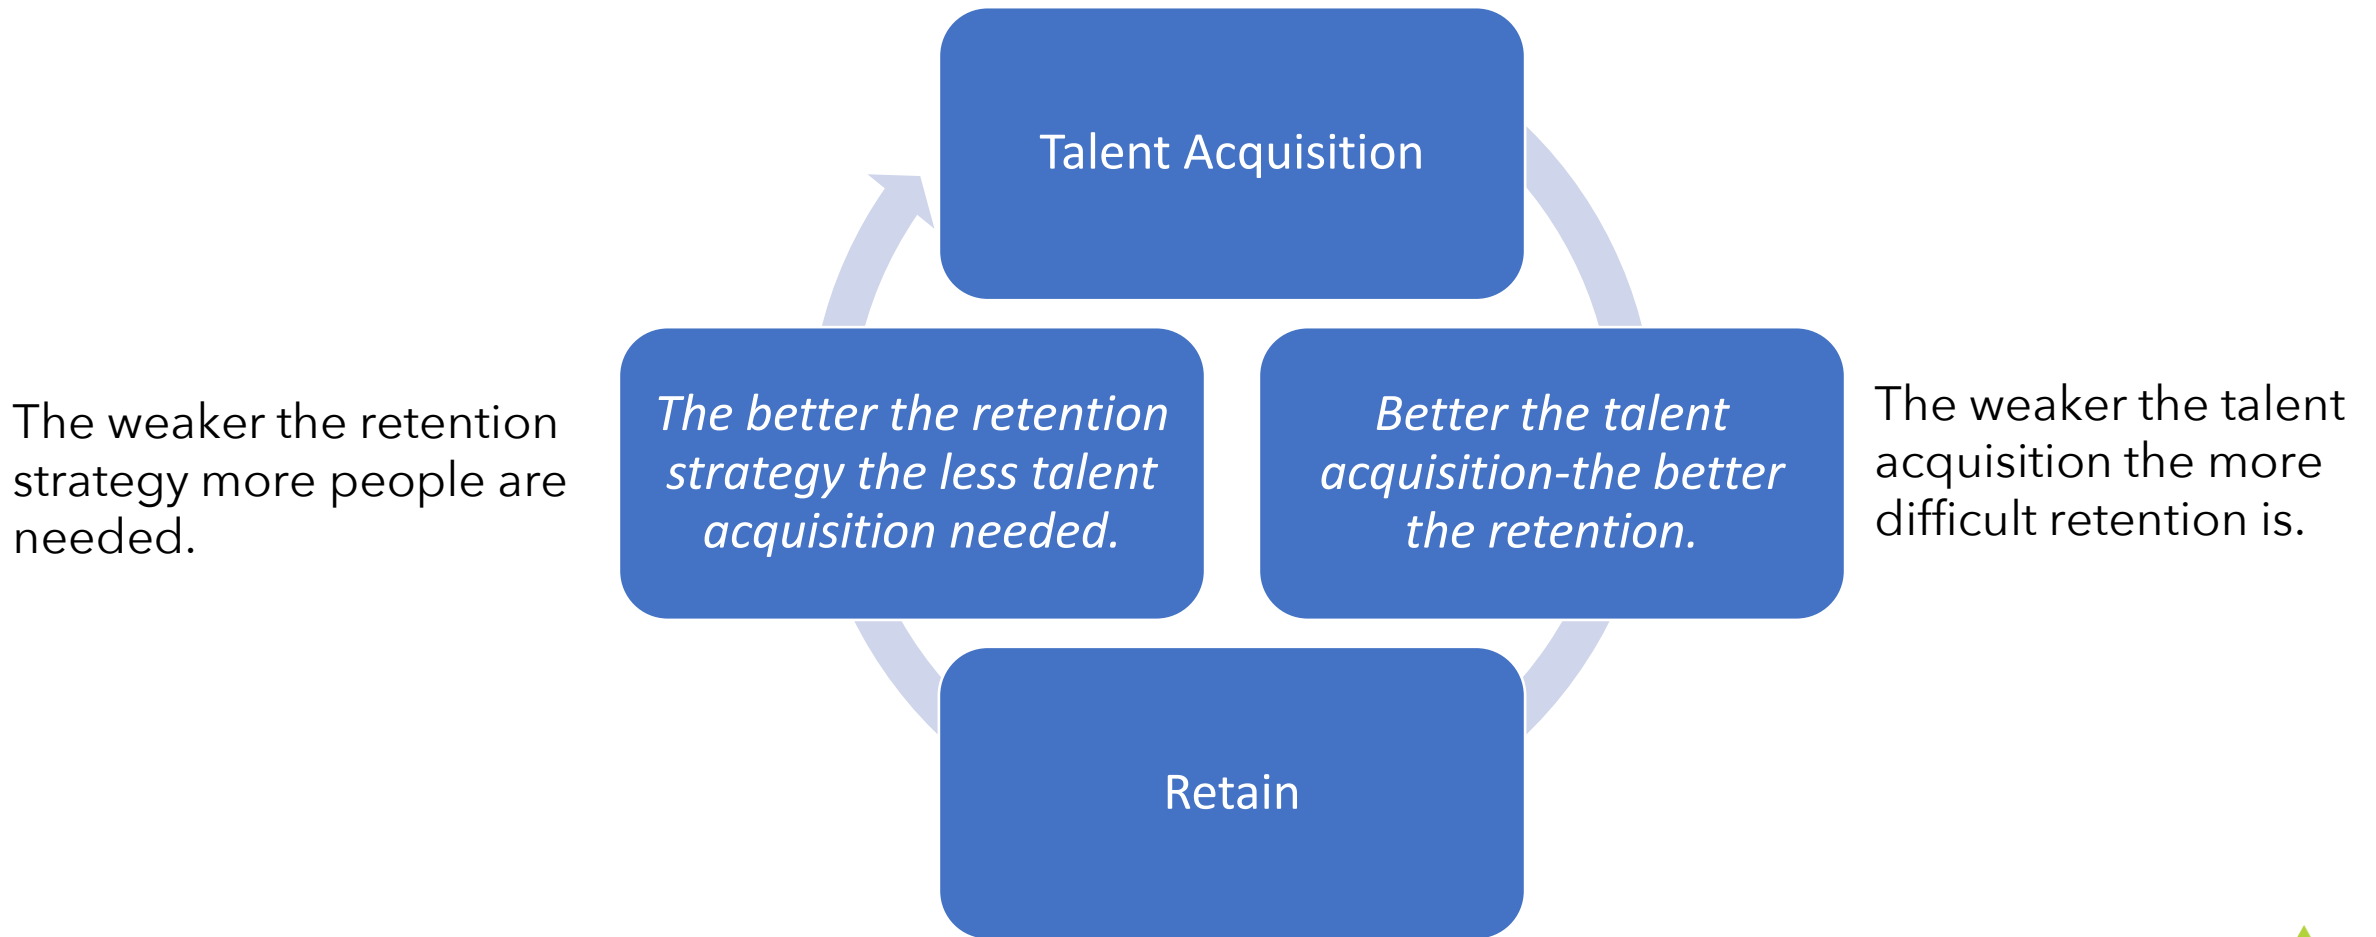 Talent Acquisition
The weaker the retention
strategy more people are
needed.
The better the retention
strategy the less talent
acquisition needed.
Better the talent
acquisition-the better
the retention.
The weaker the talent
acquisition the more
difficult retention is.
Retain